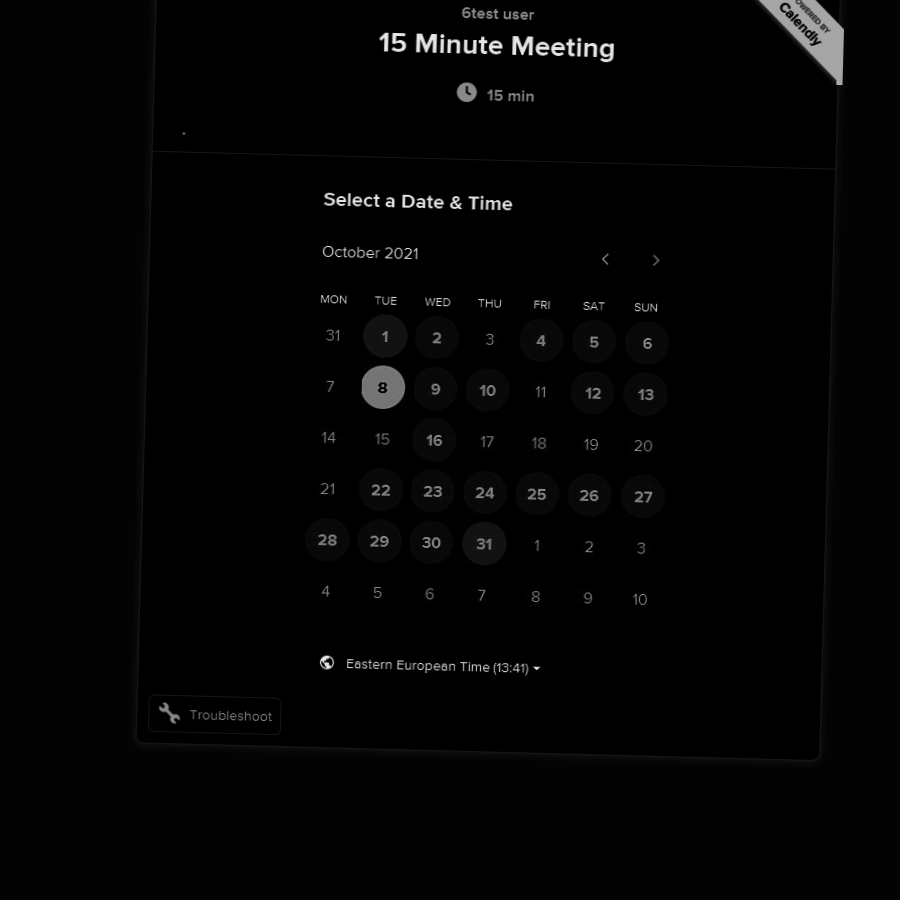 6test user
POWERED BY
Calendly
15 Minute Meeting
15 min
.
Select a Date & Time
October 2021
MON TUE WED THU FRI SAT SUN
31 1 2 3 4 5 6
7 8 9 10 11 12 13
14 15 16 17 18 19 20
21 22 23 24 25 26 27
28 29 30 31 1 2 3
4 5 6 7 8 9 10
Eastern European Time (13:41)
Troubleshoot